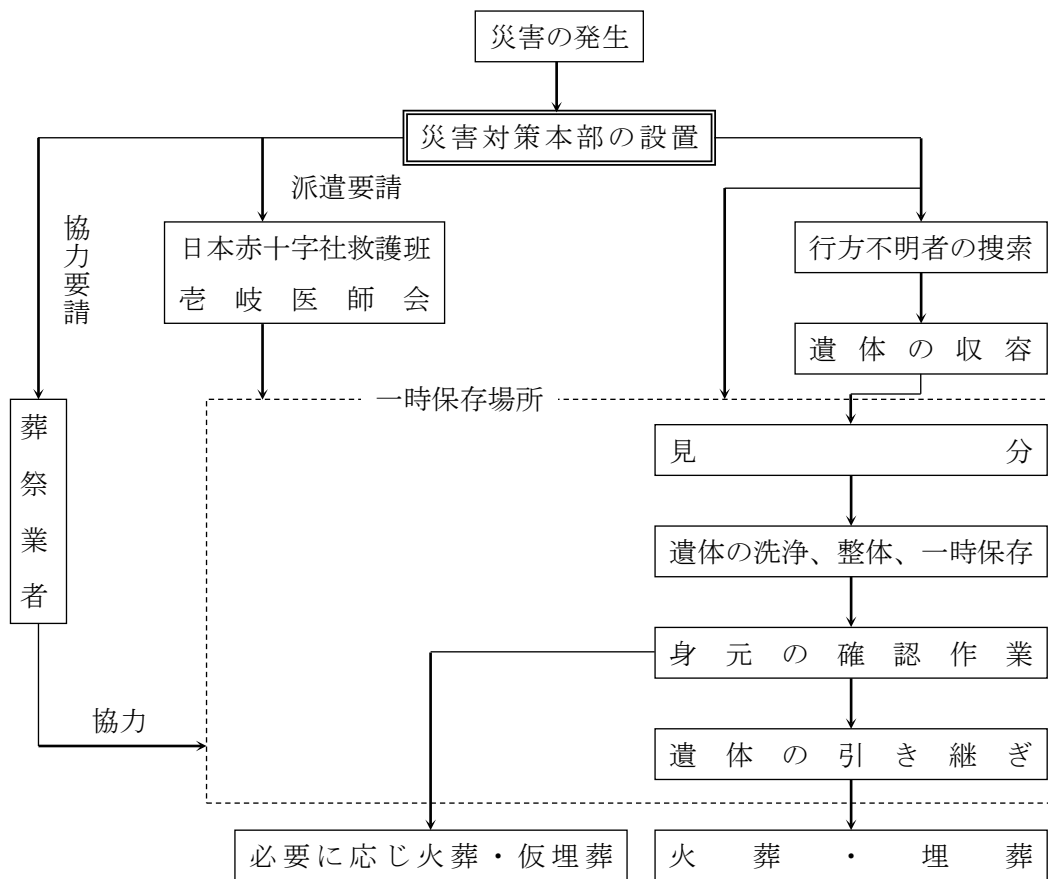 災害の発生
災害対策本部の設置
派遣要請
協力要請
日本赤十字社救護班
壱岐医師会
行方不明者の捜索
遺体の収容
一時保存場所
葬祭業者
見分
遺体の洗浄、整体、一時保存
身元の確認作業
協力
遺体の引き継ぎ
必要に応じ火葬・仮埋葬
火葬・埋葬